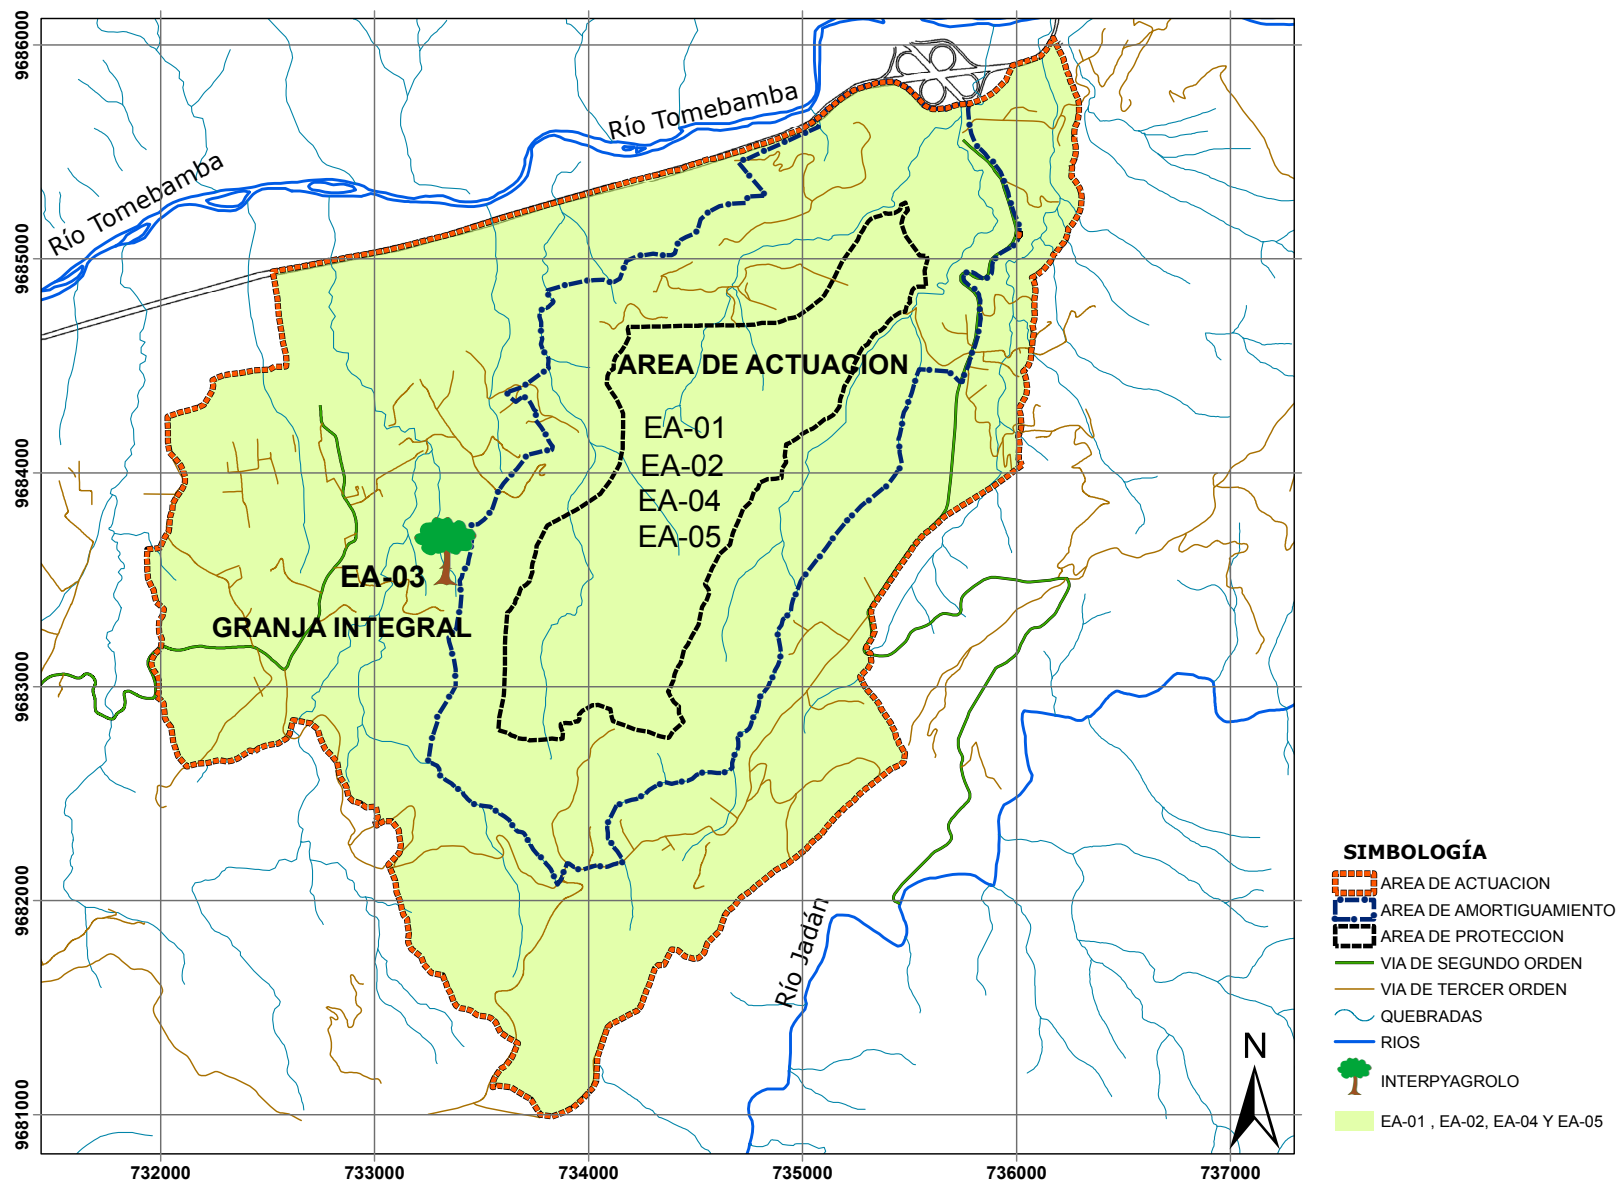 9686000
9685000
9684000
9683000
9682000
9681000
Río Tomebamba
Río Tomebamba
AREA DE ACTUACION
EA-01
EA-02
EA-04
EA-05
EA-03
GRANJA INTEGRAL
Río Jadán
N
732000
733000
734000
735000
736000
737000
SIMBOLOGÍA
AREA DE ACTUACION
AREA DE AMORTIGUAMIENTO
AREA DE PROTECCION
VIA DE SEGUNDO ORDEN
VIA DE TERCER ORDEN
QUEBRADAS
RIOS
INTERPYAGROLO
EA-01 , EA-02, EA-04 Y EA-05